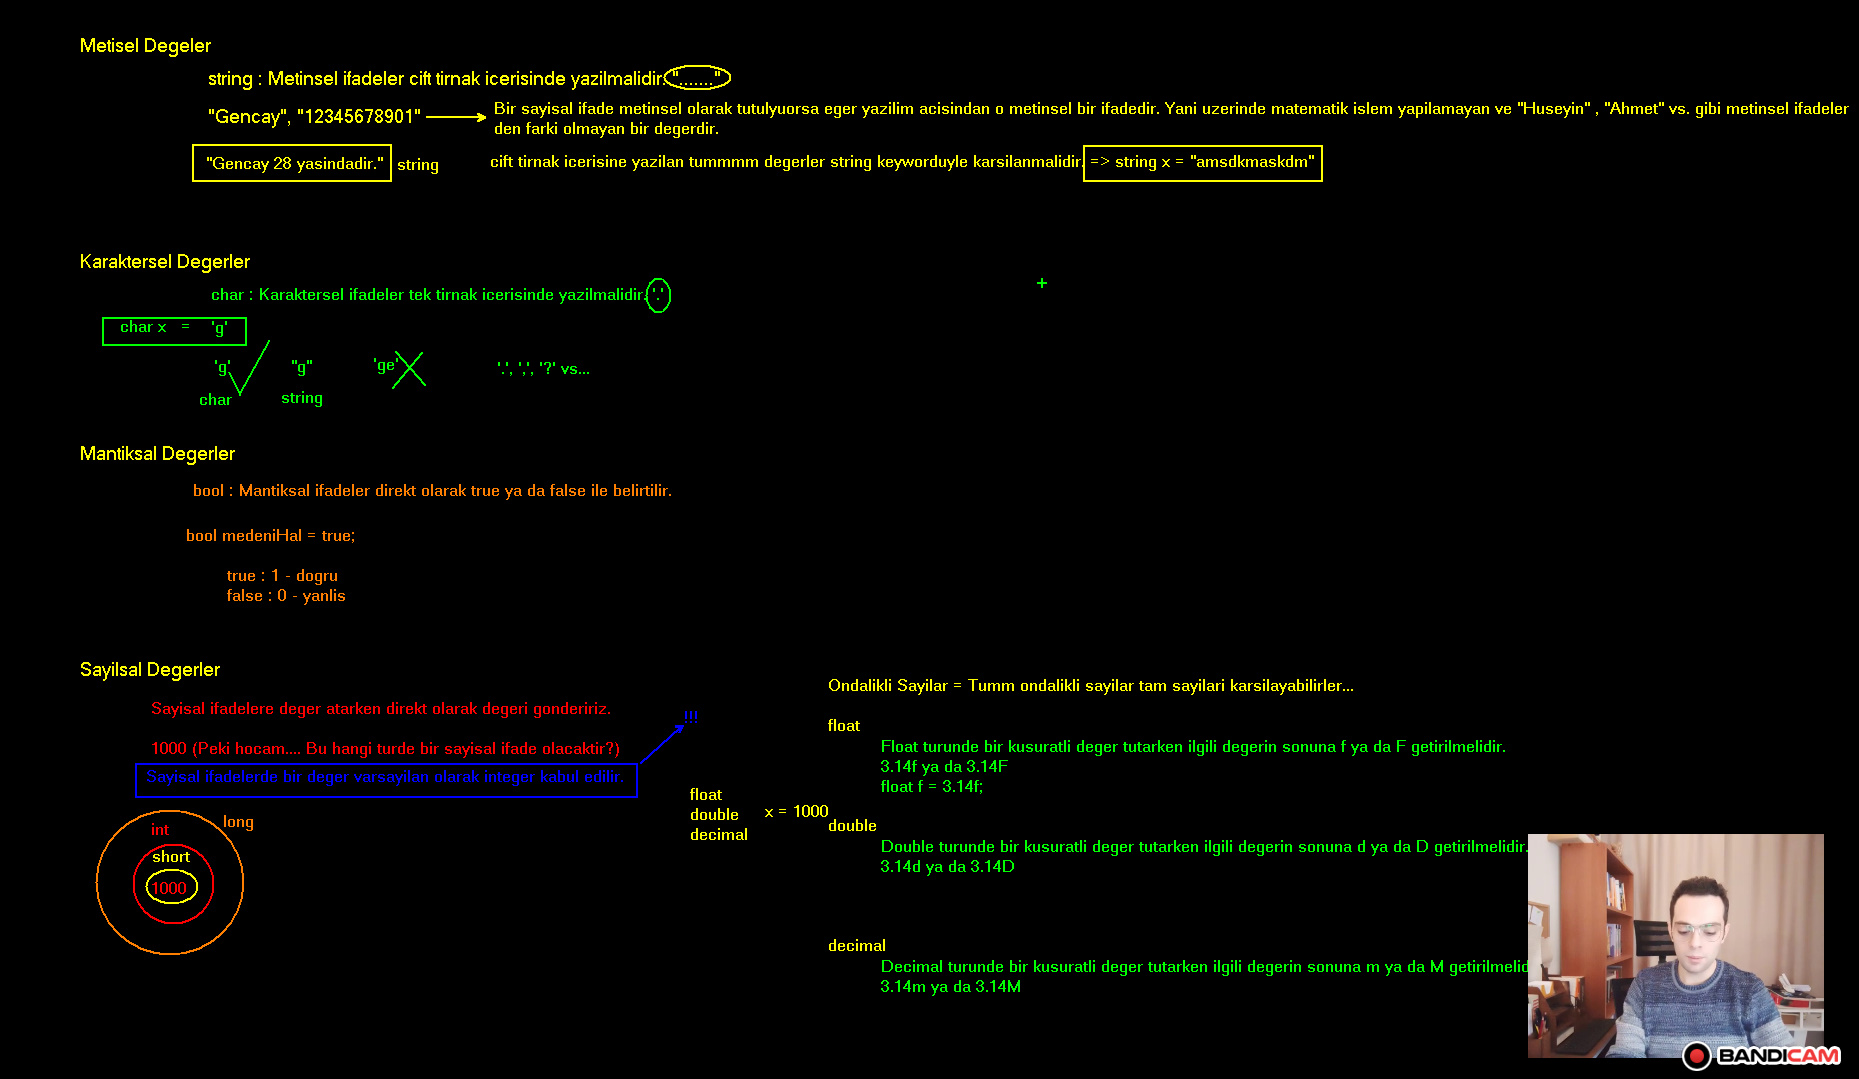 Metisel Degeler
string : Metinsel ifadeler cift tirnak icerisinde yazilmalidir. "......."
"Gencay", "12345678901"
Bir sayisal ifade metinsel olarak tutulyuorsa eger yazilim acisindan o metinsel bir ifadedir. Yani uzerinde matematik islem yapilamayan ve "Huseyin" , "Ahmet" vs. gibi metinsel ifadeler
den farki olmayan bir degerdir.
"Gencay 28 yasindadir." string
cift tirnak icerisine yazilan tummmm degerler string keyworduyle karsilanmalidir. => string x = "amsdkmaskdm"
Karaktersel Degerler
char : Karaktersel ifadeler tek tirnak icerisinde yazilmalidir. '.'
+
char x = 'g'
'g' "g" 'ge' '.', ',', '?' vs...
char string
Mantiksal Degerler
bool : Mantiksal ifadeler direkt olarak true ya da false ile belirtilir.
bool medeniHal = true;
true : 1 - dogru
false : 0 - yanlis
Sayilsal Degerler
Sayisal ifadelere deger atarken direkt olarak degeri gondeririz.
!!!
1000 (Peki hocam.... Bu hangi turde bir sayisal ifade olacaktir?)
Sayisal ifadelerde bir deger varsayilan olarak integer kabul edilir.
long
int
short
1000
float
double
decimal
x = 1000
Ondalikli Sayilar = Tumm ondalikli sayilar tam sayilari karsilayabilirler...
float
Float turunde bir kusuratli deger tutarken ilgili degerin sonuna f ya da F getirilmelidir.
3.14f ya da 3.14F
float f = 3.14f;
double
Double turunde bir kusuratli deger tutarken ilgili degerin sonuna d ya da D getirilmelidir.
3.14d ya da 3.14D
decimal
Decimal turunde bir kusuratli deger tutarken ilgili degerin sonuna m ya da M getirilmelid
3.14m ya da 3.14M
BANDICAM